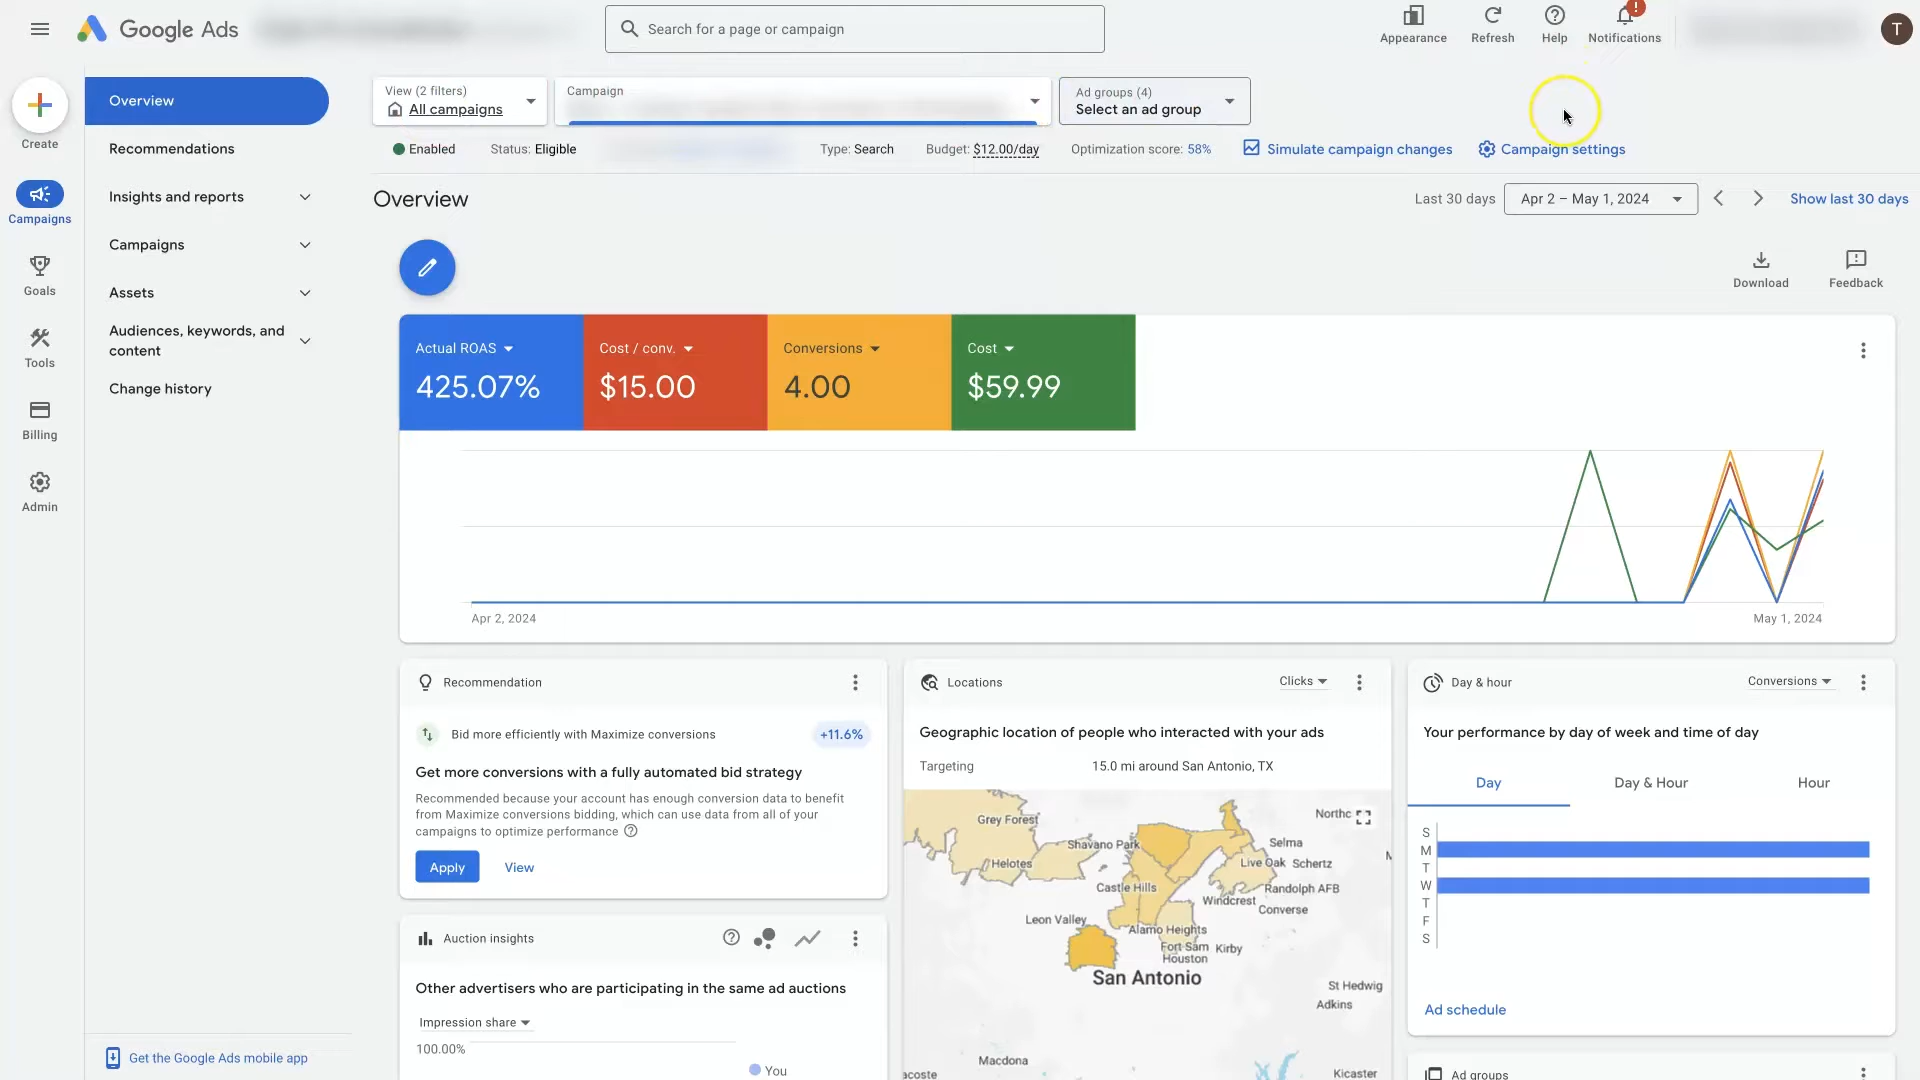 Google Ads
Search for a page or campaign
Appearance
Refresh
Help
!
Notifications
T
Create
Campaigns
Goals
Tools
Billing
Admin
Overview
Recommendations
Insights and reports
Campaigns
Assets
Audiences, keywords, and
content
Change history
Get the Google Ads mobile app
View (2 filters)
All campaigns
Campaign
Ad groups (4)
Select an ad group
Enabled
Status: Eligible
Type: Search
Budget: $12.00/day
Optimization score: 58%
Simulate campaign changes
Campaign settings
Overview
Last 30 days
Apr 2 – May 1, 2024
Show last 30 days
Download
Feedback
Actual ROAS
425.07%
Cost / conv.
$15.00
Conversions
4.00
Cost
$59.99
Apr 2, 2024
May 1, 2024
Recommendation
Bid more efficiently with Maximize conversions
+11.6%
Get more conversions with a fully automated bid strategy
Recommended because your account has enough conversion data to benefit
from Maximize conversions bidding, which can use data from all of your
campaigns to optimize performance
Apply
View
Auction insights
Other advertisers who are participating in the same ad auctions
Impression share
100.00%
You
Locations
Clicks
Geographic location of people who interacted with your ads
Targeting
15.0 mi around San Antonio, TX
Grey Forest
Northc
Shavano Park
Selma
Helotes
Live Oak
Schertz
Castle Hills
Randolph AFB
Windcrest
Converse
Leon Valley
Alamo Heights
Fort Sam
Houston
Kirby
San Antonio
St Hedwig
Adkins
Macdona
acoste
Kicaster
Day & hour
Conversions
Your performance by day of week and time of day
Day
Day & Hour
Hour
S
M
T
W
T
F
S
Ad schedule
Ad groups